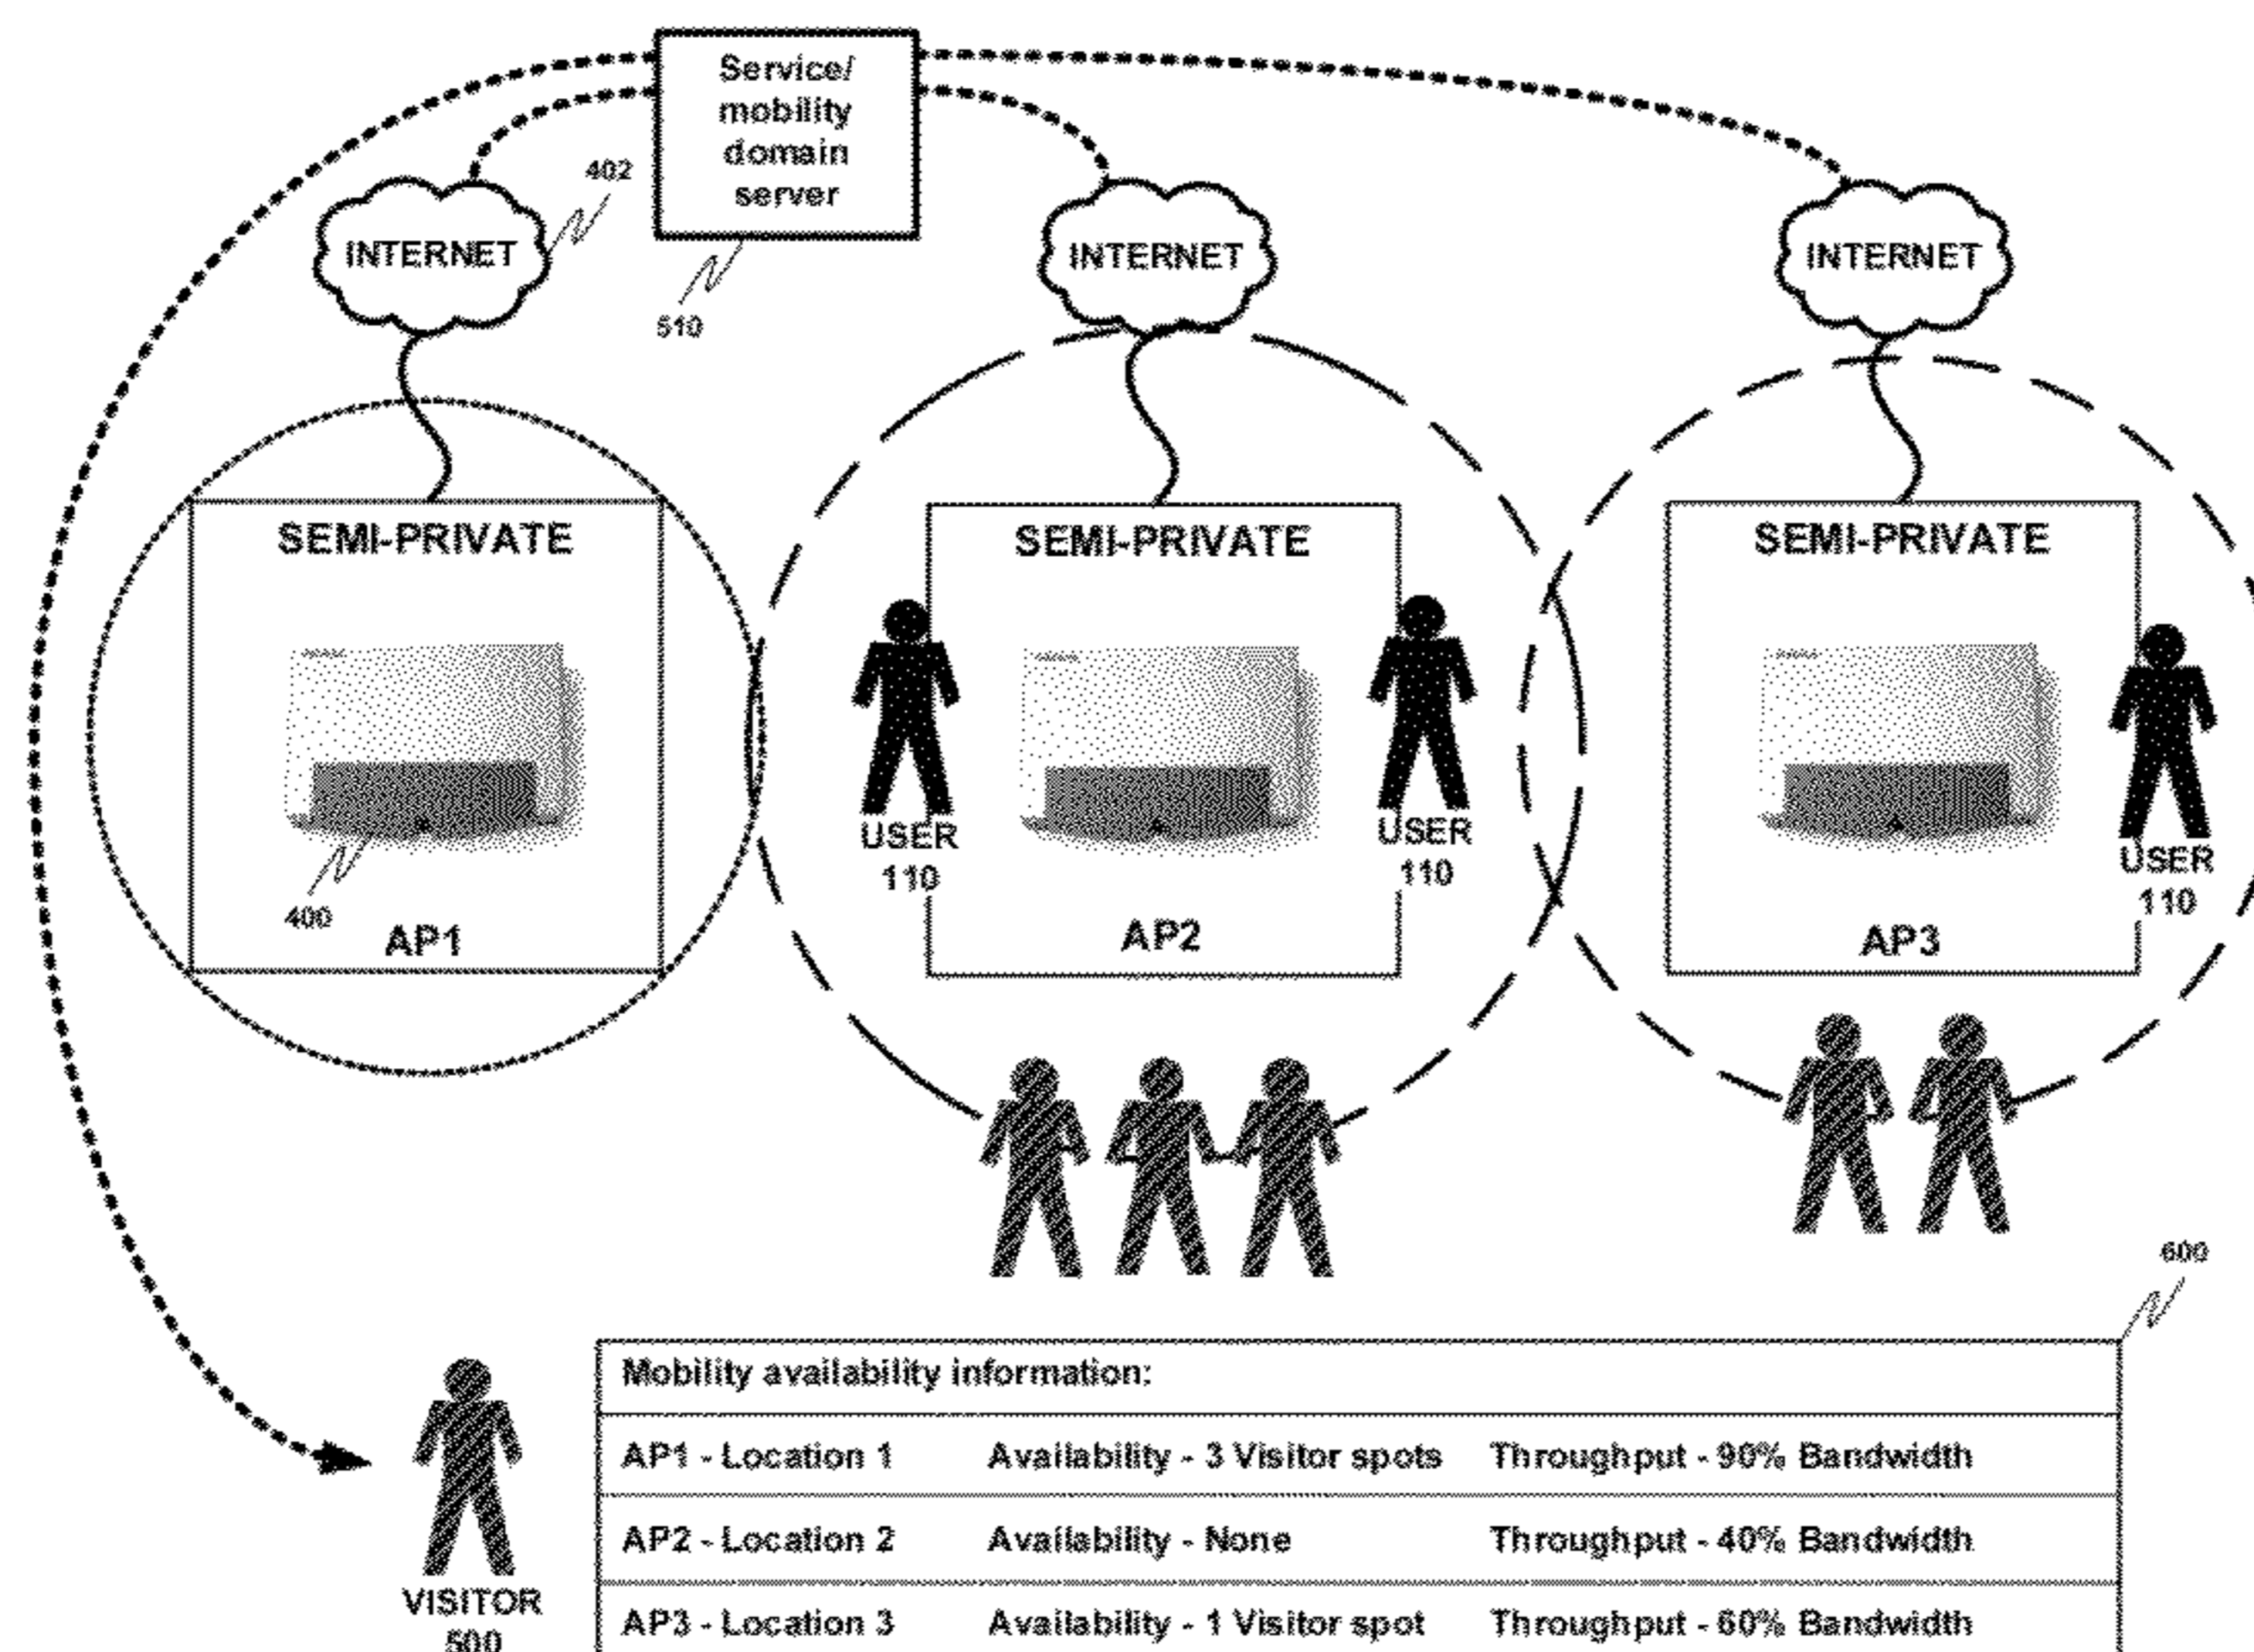 Service/
mobility
domain
server
402
INTERNET
INTERNET
INTERNET
510
SEMI-PRIVATE
SEMI-PRIVATE
SEMI-PRIVATE
USER
110
USER
110
USER
110
400
AP1
AP2
AP3
600
Mobility availability information:
AP1 - Location 1 Availability - 3 Visitor spots Throughput - 90% Bandwidth
AP2 - Location 2 Availability - None Throughput - 40% Bandwidth
AP3 - Location 3 Availability - 1 Visitor spot Throughput - 60% Bandwidth
VISITOR
500